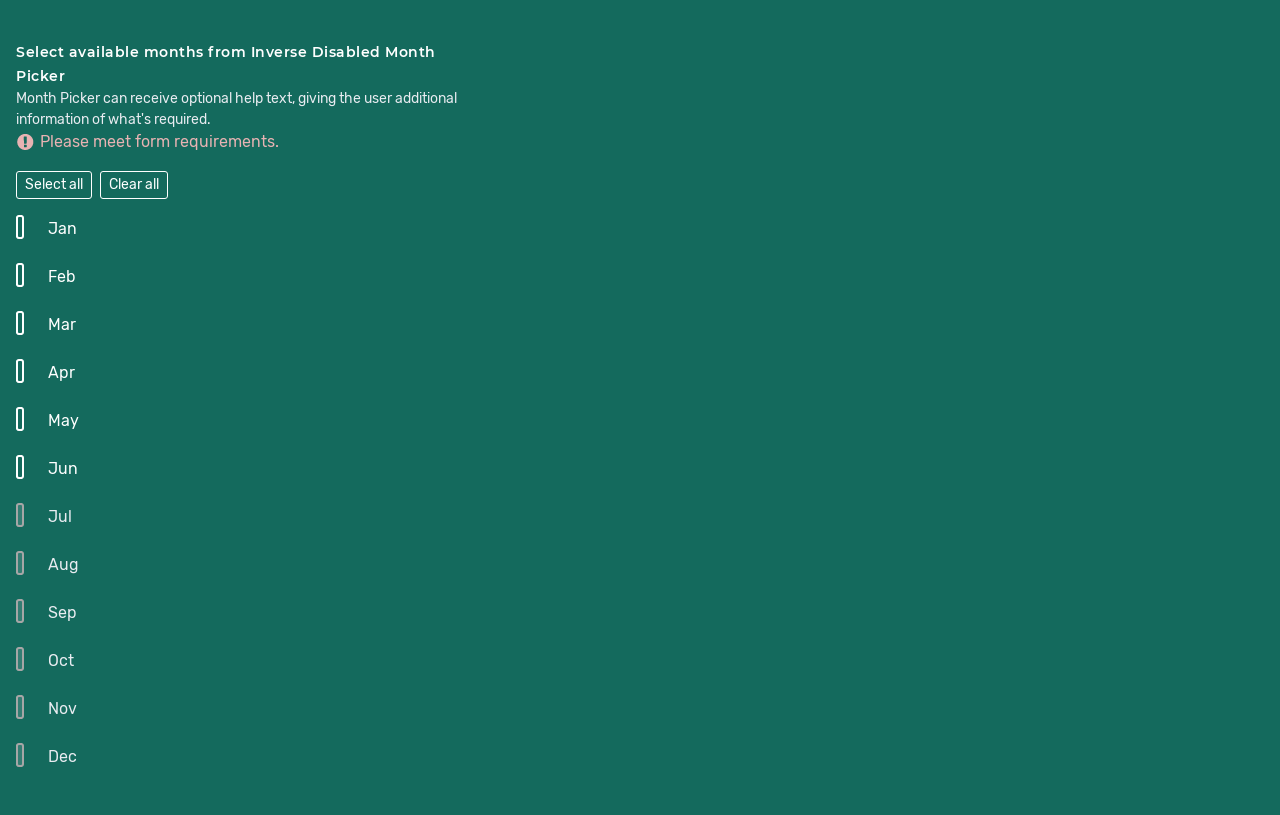 Select available months from Inverse Disabled Month
Picker
Month Picker can receive optional help text, giving the user additional
information of what's required.
Please meet form requirements.
Select all Clear all
Jan
Feb
Mar
Apr
May
Jun
Jul
Aug
Sep
Oct
Nov
Dec